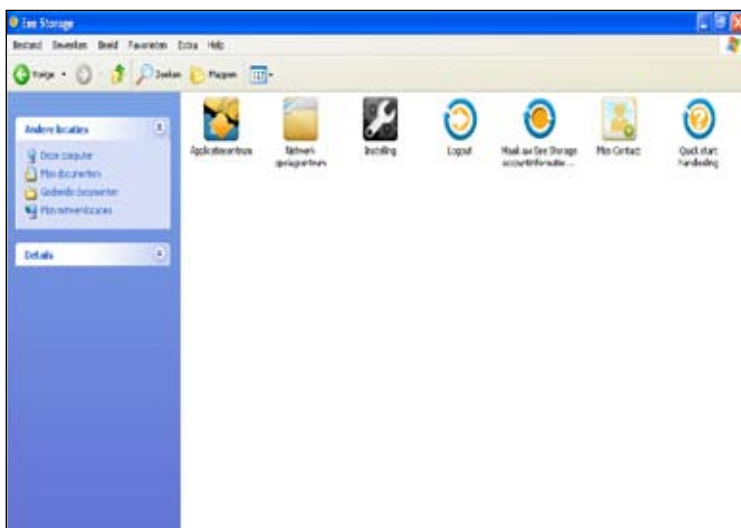 Eee Storage
Bestand Bewerken Beeld Favorieten Extra Help
Vorige Zoeken Mappen
Andere locaties
Deze computer
Mijn documenten
Gedeelde documenten
Mijn netwerklocaties
Details
Applicatiecentrum
Netwerk
opslagcentrum
Instelling
Logout
Maak uw Eee Storage
accountinformatie ...
Mijn Contact
Quick start
handleiding